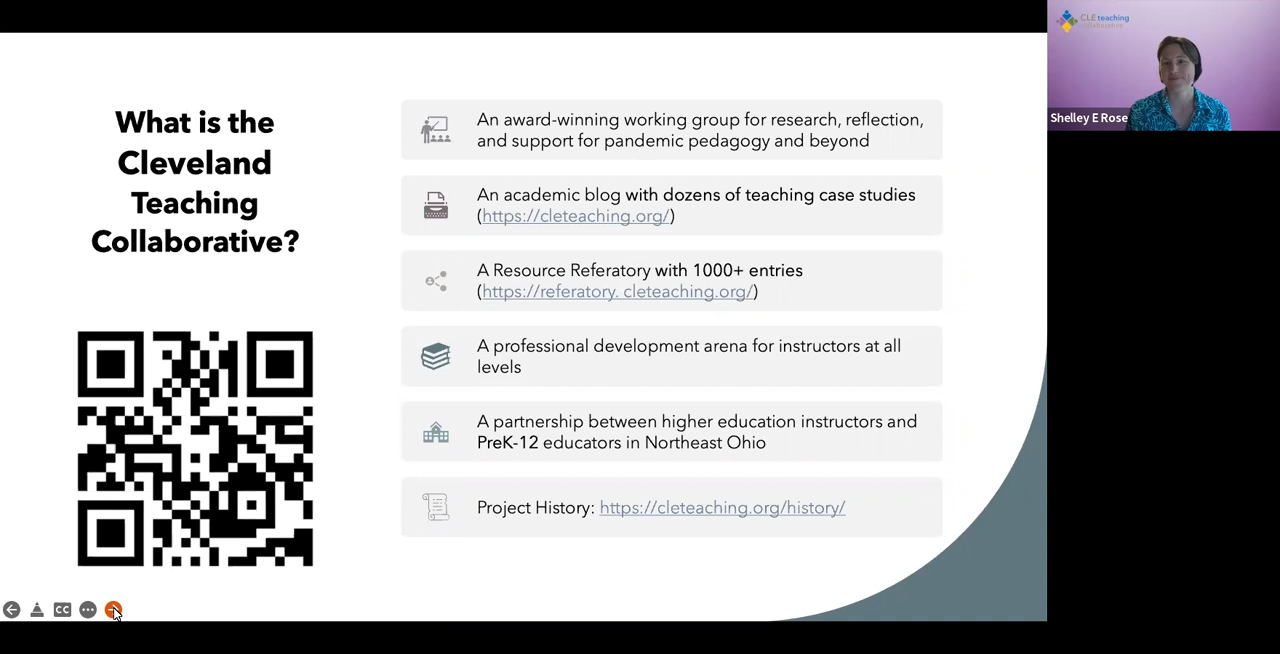 What is the
Cleveland
Teaching
Collaborative?
An award-winning working group for research, reflection,
and support for pandemic pedagogy and beyond
An academic blog with dozens of teaching case studies
(https://cleteaching.org/)
A Resource Referatory with 1000+ entries
(https://referatory. cleteaching.org/)
A professional development arena for instructors at all
levels
A partnership between higher education instructors and
PreK-12 educators in Northeast Ohio
Project History: https://cleteaching.org/history/
CC
CLE teaching
collaborative
Shelley E Rose